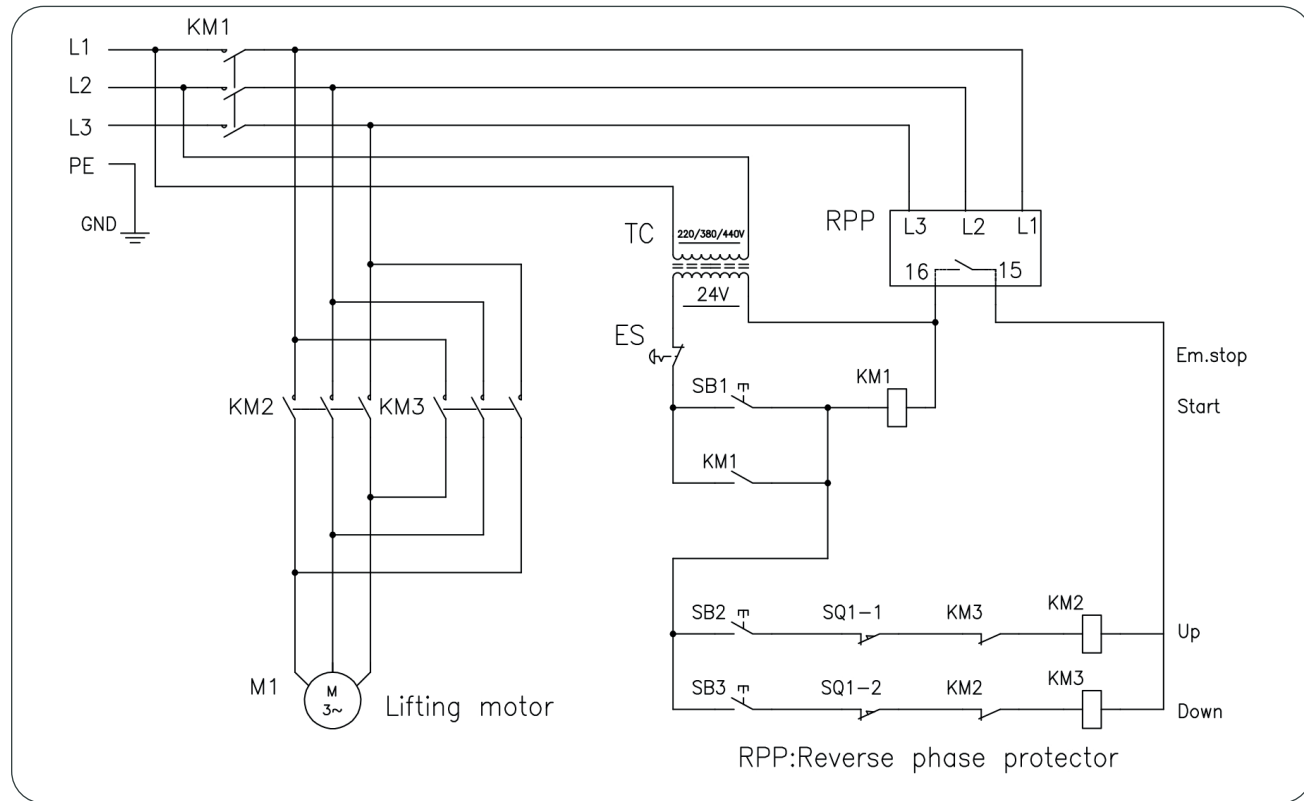 KM1
L1
L2
L3
PE
GND
TC
220/380/440V
24V
RPP
L3 L2 L1
16 15
ES
Em.stop
SB1
KM1
Start
KM2
KM3
KM1
SB2
SQ1-1
KM3
KM2
Up
SB3
SQ1-2
KM2
KM3
Down
M1
M
3~
Lifting motor
RPP:Reverse phase protector